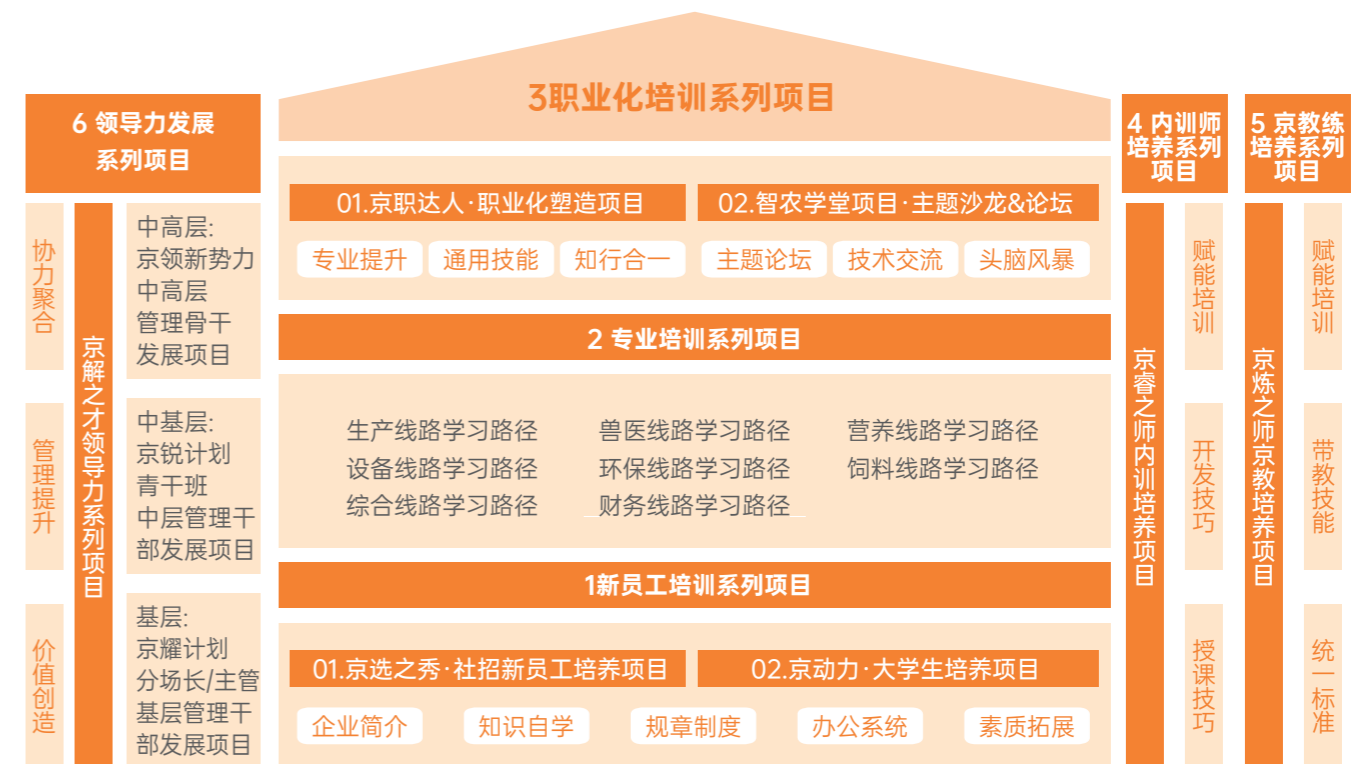 3职业化培训系列项目
6 领导力发展
系列项目
协力聚合
管理提升
价值创造
京解之才领导力系列项目
中高层:
京领新势力
中高层
管理骨干
发展项目
中基层:
京锐计划
青干班
中层管理干
部发展项目
基层:
京耀计划
分场长/主管
基层管理干
部发展项目
01.京职达人·职业化塑造项目
02.智农学堂项目·主题沙龙&论坛
专业提升
通用技能
知行合一
主题论坛
技术交流
头脑风暴
2 专业培训系列项目
生产线路学习路径
兽医线路学习路径
营养线路学习路径
设备线路学习路径
环保线路学习路径
饲料线路学习路径
综合线路学习路径
财务线路学习路径
1新员工培训系列项目
01.京选之秀·社招新员工培养项目
02.京动力·大学生培养项目
企业简介
知识自学
规章制度
办公系统
素质拓展
4 内训师
培养系列
项目
京睿之师内训培养项目
赋能培训
开发技巧
授课技巧
5 京教练
培养系列
项目
京炼之师京教培养项目
赋能培训
带教技能
统一标准